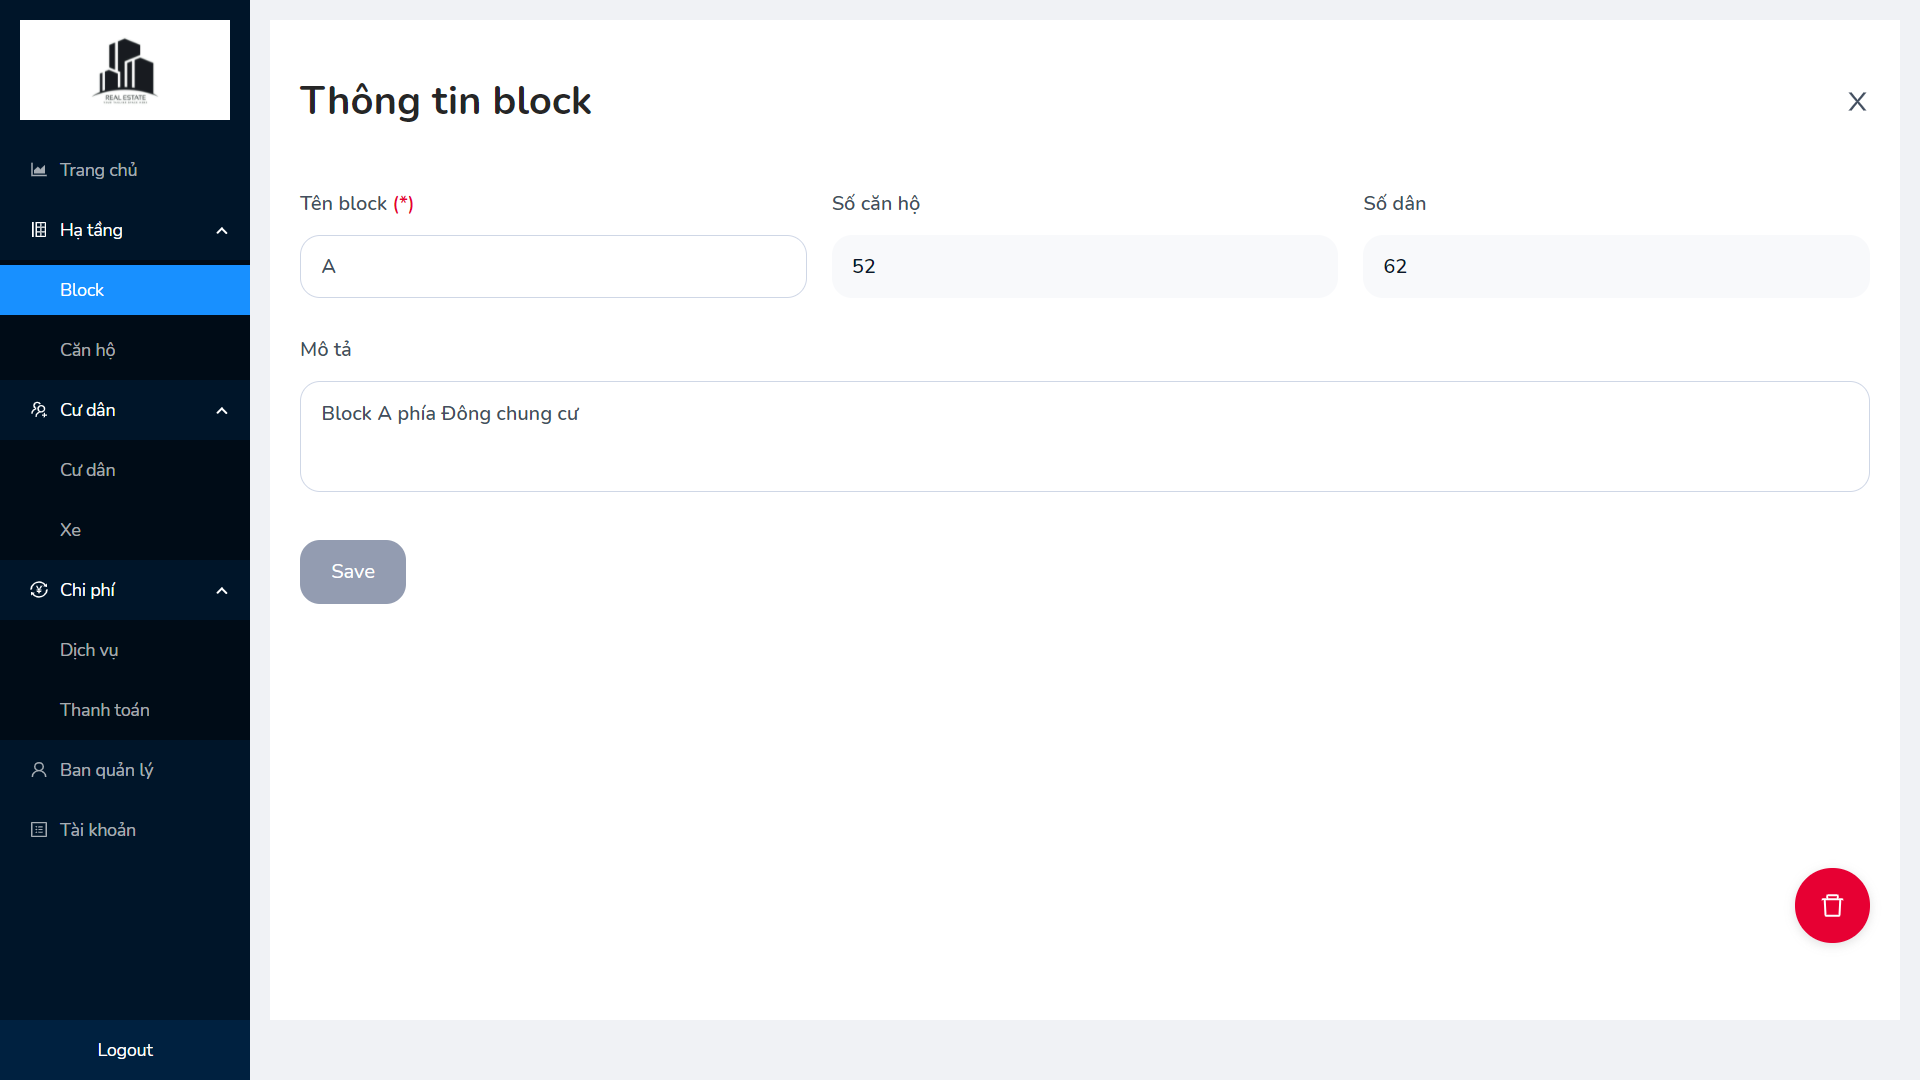 REAL ESTATE
Trang chủ
Hạ tầng
Block
Căn hộ
Cư dân
Cư dân
Xe
Chi phí
Dịch vụ
Thanh toán
Ban quản lý
Tài khoản
Logout
Thông tin block
X
Tên block (*)
Số căn hộ
Số dân
A
52
62
Mô tả
Block A phía Đông chung cư
Save